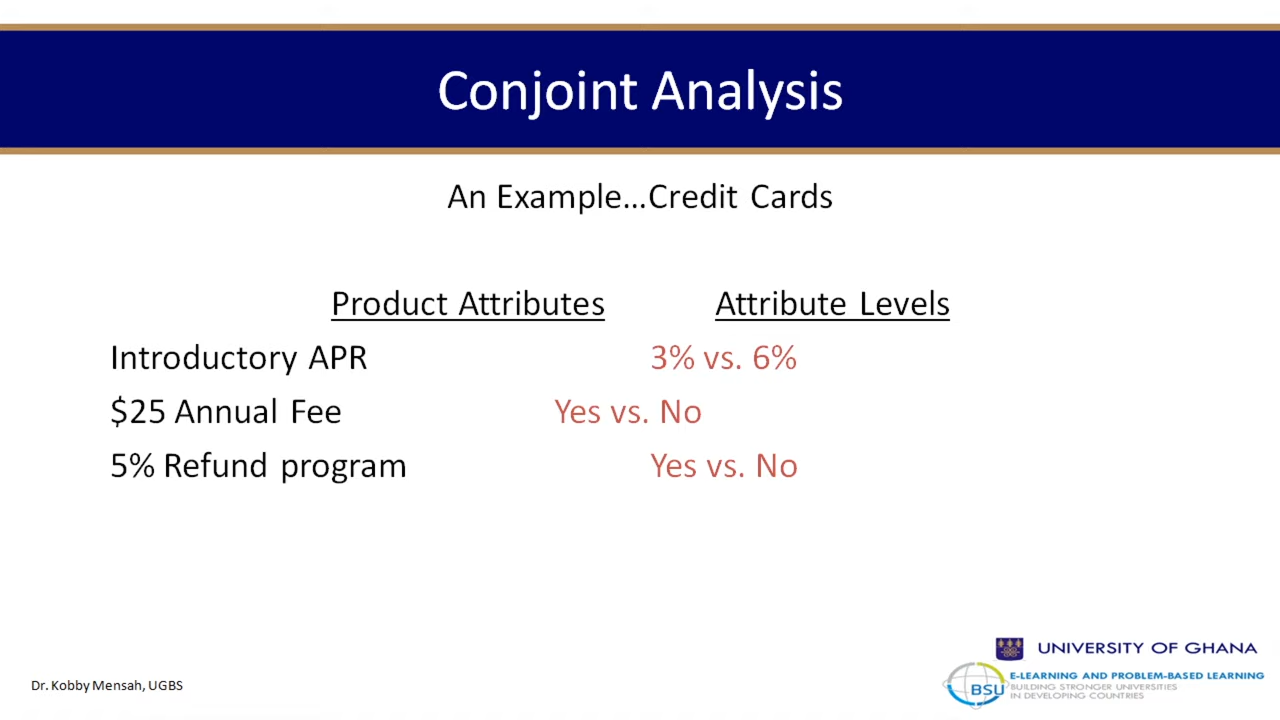 Conjoint Analysis
An Example...Credit Cards
Product Attributes Attribute Levels
Introductory APR 3% vs. 6%
$25 Annual Fee Yes vs. No
5% Refund program Yes vs. No
Dr. Kobby Mensah, UGBS
UNIVERSITY OF GHANA
BSU
E-LEARNING AND PROBLEM-BASED LEARNING
BUILDING STRONGER UNIVERSITIES
IN DEVELOPING COUNTRIES